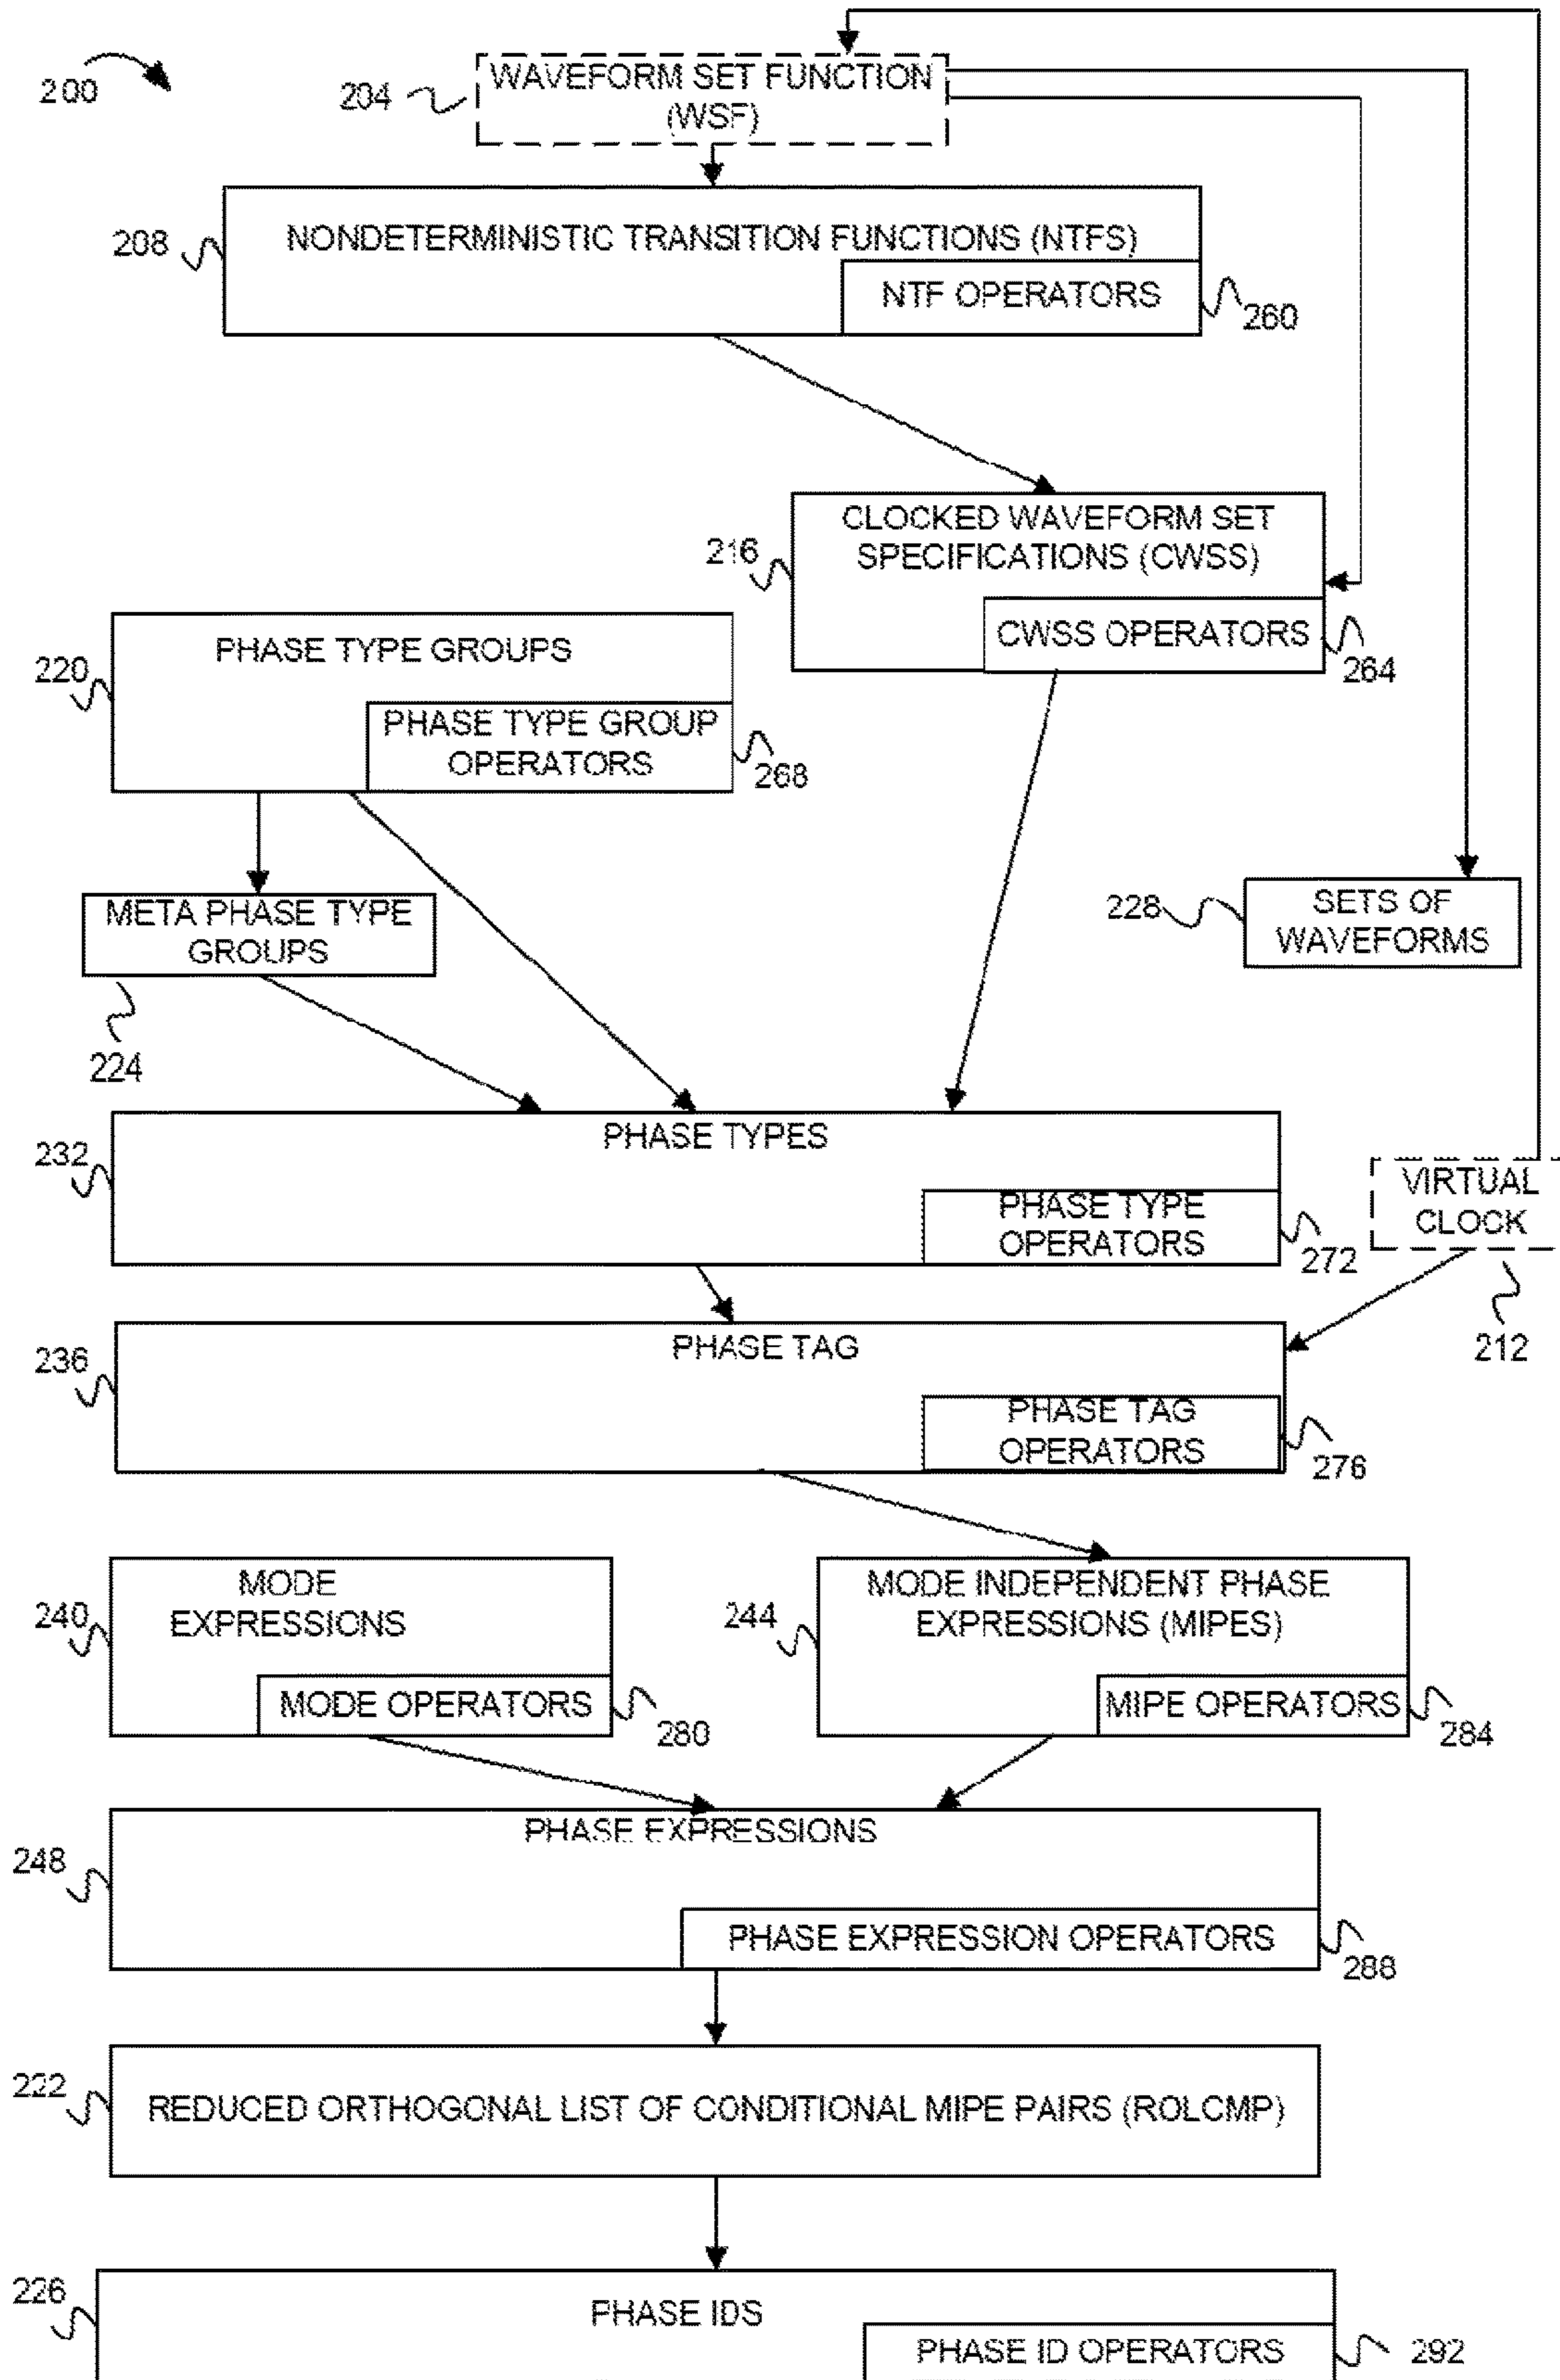 200
204
WAVEFORM SET FUNCTION
(WSF)
208
NONDETERMINISTIC TRANSITION FUNCTIONS (NTFS)
NTF OPERATORS
260
216
CLOCKED WAVEFORM SET
SPECIFICATIONS (CWSS)
CWSS OPERATORS
264
220
PHASE TYPE GROUPS
PHASE TYPE GROUP
OPERATORS
268
META PHASE TYPE
GROUPS
224
228
SETS OF
WAVEFORMS
232
PHASE TYPES
PHASE TYPE
OPERATORS
272
VIRTUAL
CLOCK
212
236
PHASE TAG
PHASE TAG
OPERATORS
276
240
MODE
EXPRESSIONS
MODE OPERATORS
280
244
MODE INDEPENDENT PHASE
EXPRESSIONS (MIPES)
MIPE OPERATORS
284
248
PHASE EXPRESSIONS
PHASE EXPRESSION OPERATORS
288
222
REDUCED ORTHOGONAL LIST OF CONDITIONAL MIPE PAIRS (ROLCMP)
226
PHASE IDS
PHASE ID OPERATORS
292